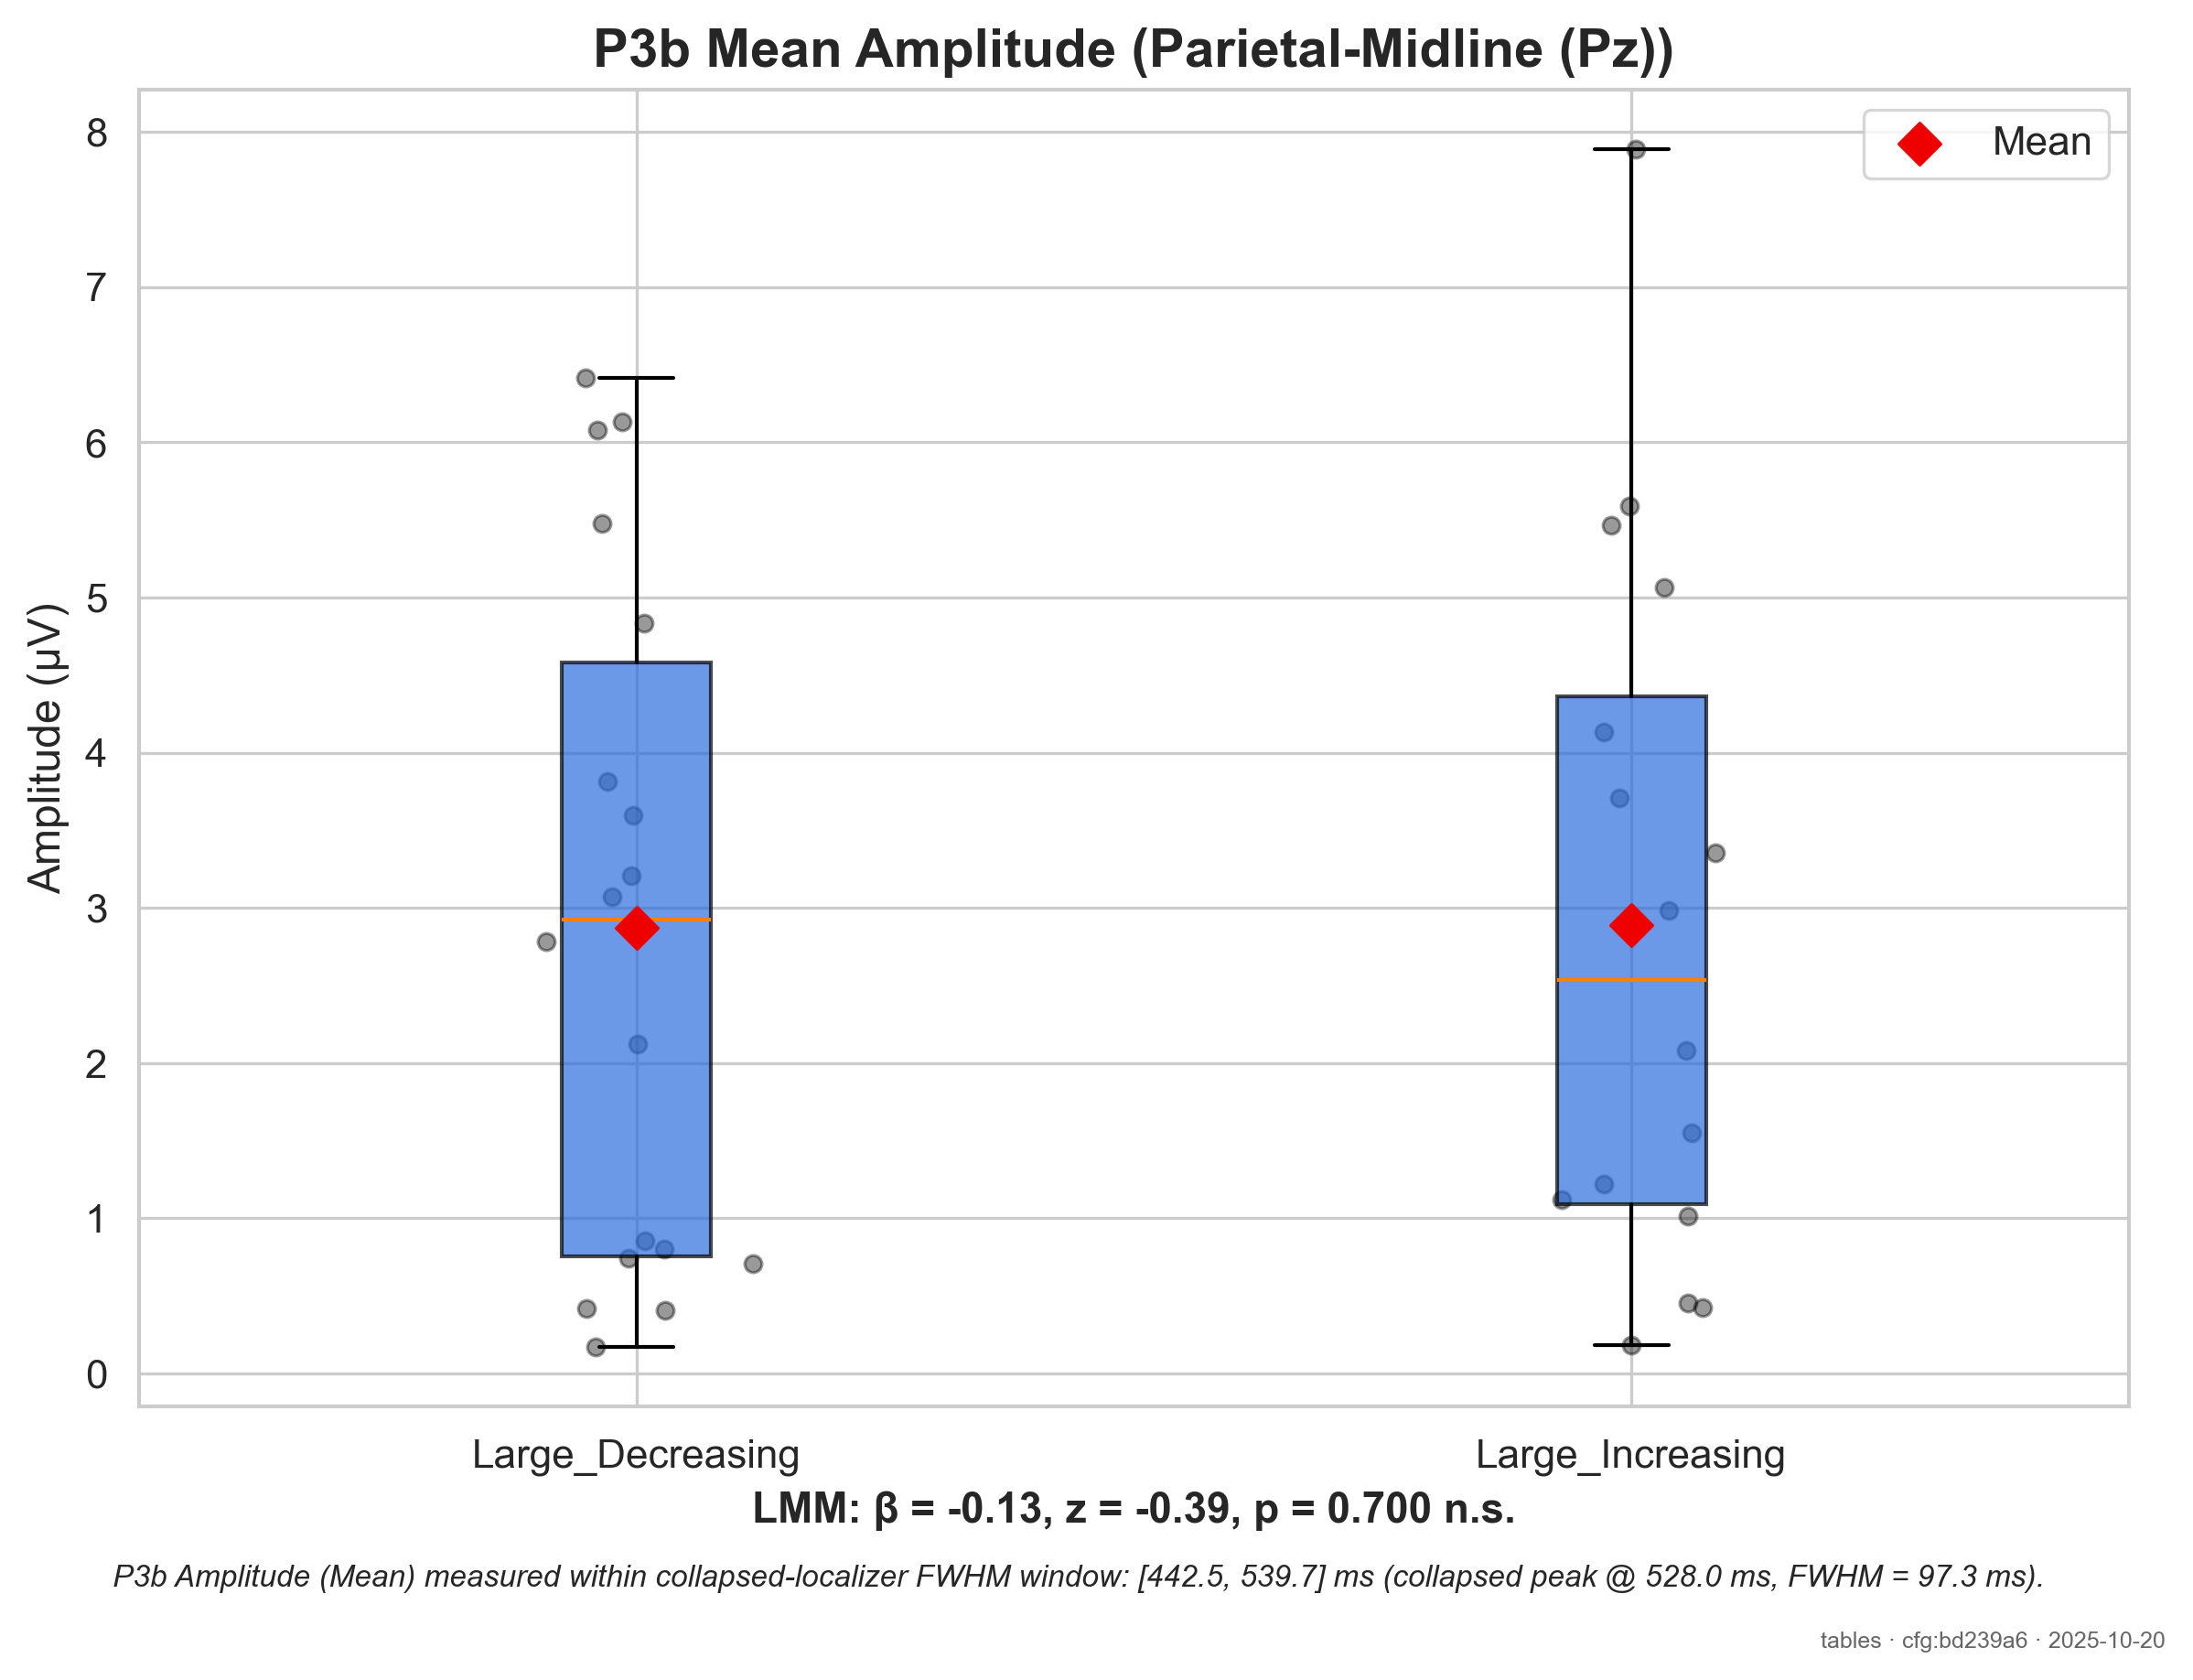 P3b Mean Amplitude (Parietal-Midline (Pz))
Mean
8
7
6
5
4
3
2
1
0
Amplitude (µV)
Large_Decreasing
Large_Increasing
LMM: β = -0.13, z = -0.39, p = 0.700 n.s.
P3b Amplitude (Mean) measured within collapsed-localizer FWHM window: [442.5, 539.7] ms (collapsed peak @ 528.0 ms, FWHM = 97.3 ms).
tables · cfg:bd239a6 · 2025-10-20